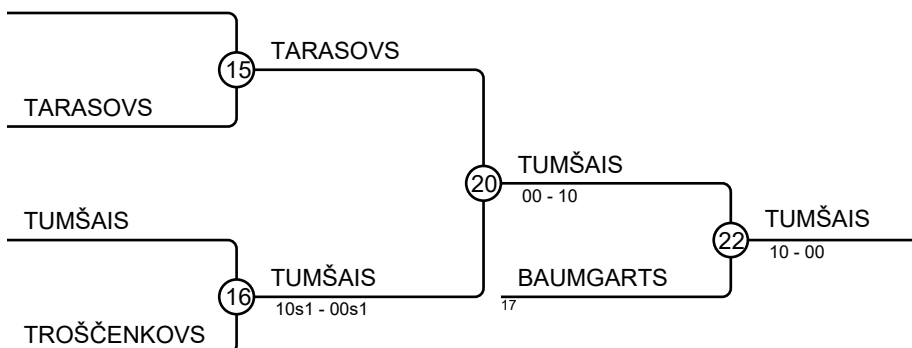 TARASOVS
15
TARASOVS
TUMŠAIS
20
00 - 10
TUMŠAIS
TUMŠAIS
22
10 - 00
TUMŠAIS
16
10s1 - 00s1
BAUMGARTS
17
TROŠČENKOVS